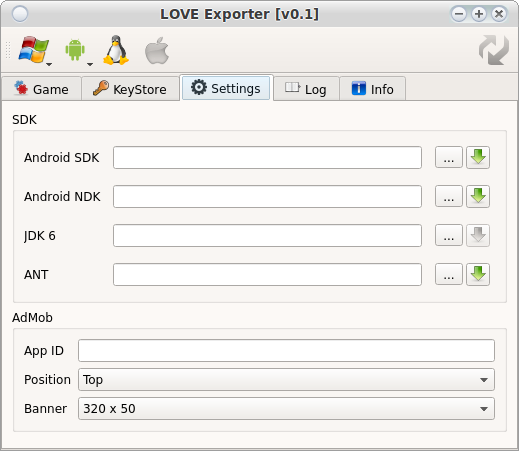 LOVE Exporter [v0.1]
Game KeyStore Settings Log Info
SDK
Android SDK ...
Android NDK ...
JDK 6 ...
ANT ...
AdMob
App ID
Position Top
Banner 320 x 50